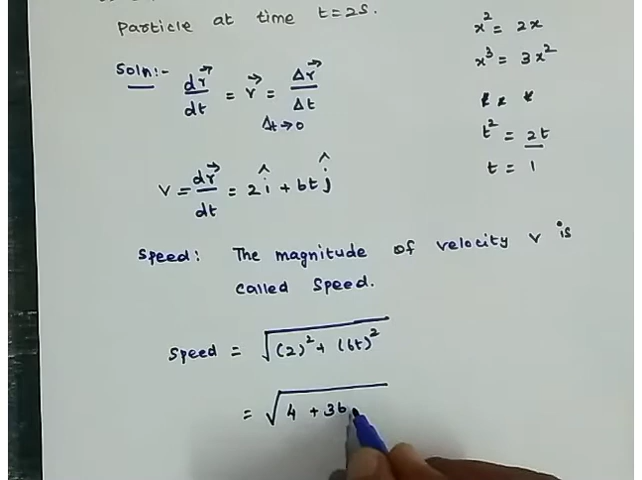 Particle at time t=2s.
Soln:- dr/dt = v = Δr/Δt
Δt→0
v = dr/dt = 2î + 6tĵ
Speed: The magnitude of velocity v is
called speed.
Speed = √(2)² + (6t)²
= √4 + 36
x² = 2x
x³ = 3x²
t² = 2t
t = 1